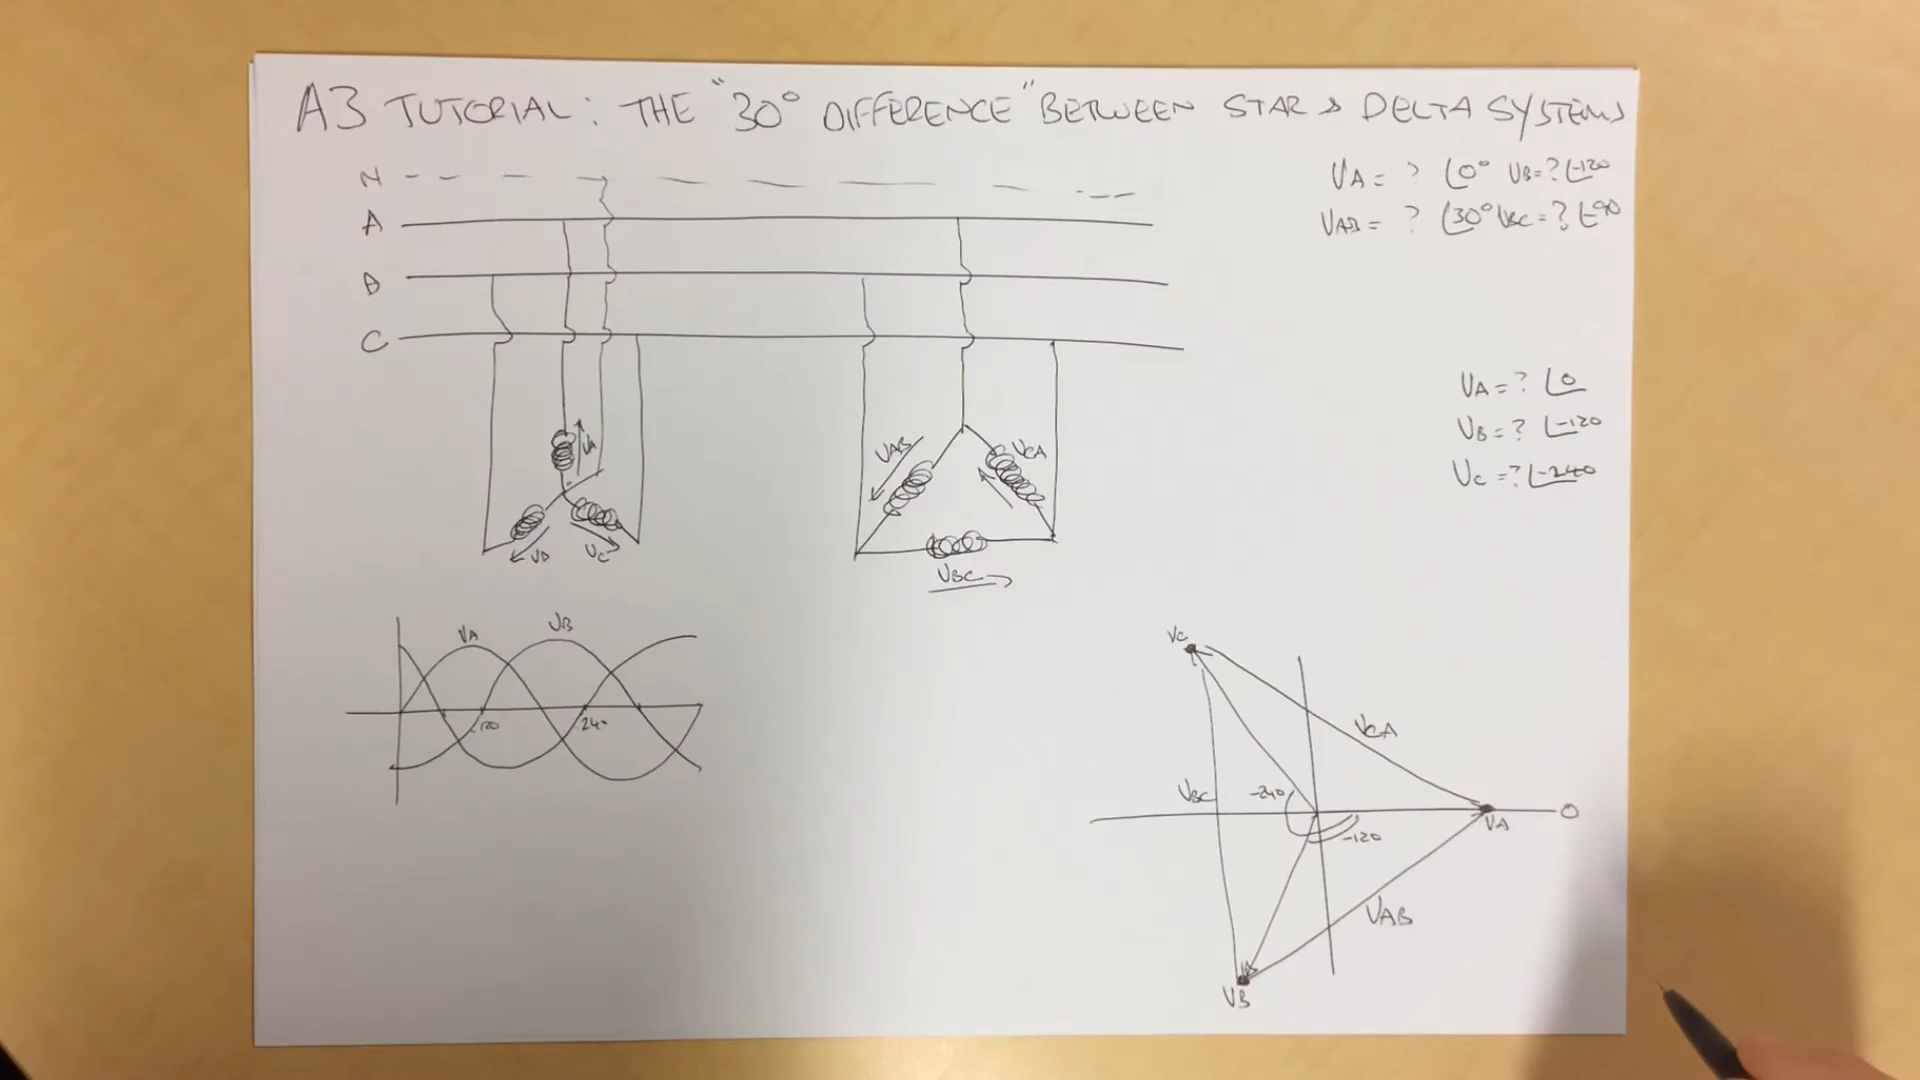 A3 TUTORIAL: THE "30° DIFFERENCE" BETWEEN STAR & DELTA SYSTEMS
VA = ? ∠0° VB = ? ∠-120
VAB = ? ∠30° VBC = ? ∠-90
N
A
B
C
VA = ? ∠0
VB = ? ∠-120
VC = ? ∠-240
VA
VB
VC
VAB
VCA
VBC
VA
VB
120
240
VC
VCA
VBC
-240
0
VA
-120
VAB
VB